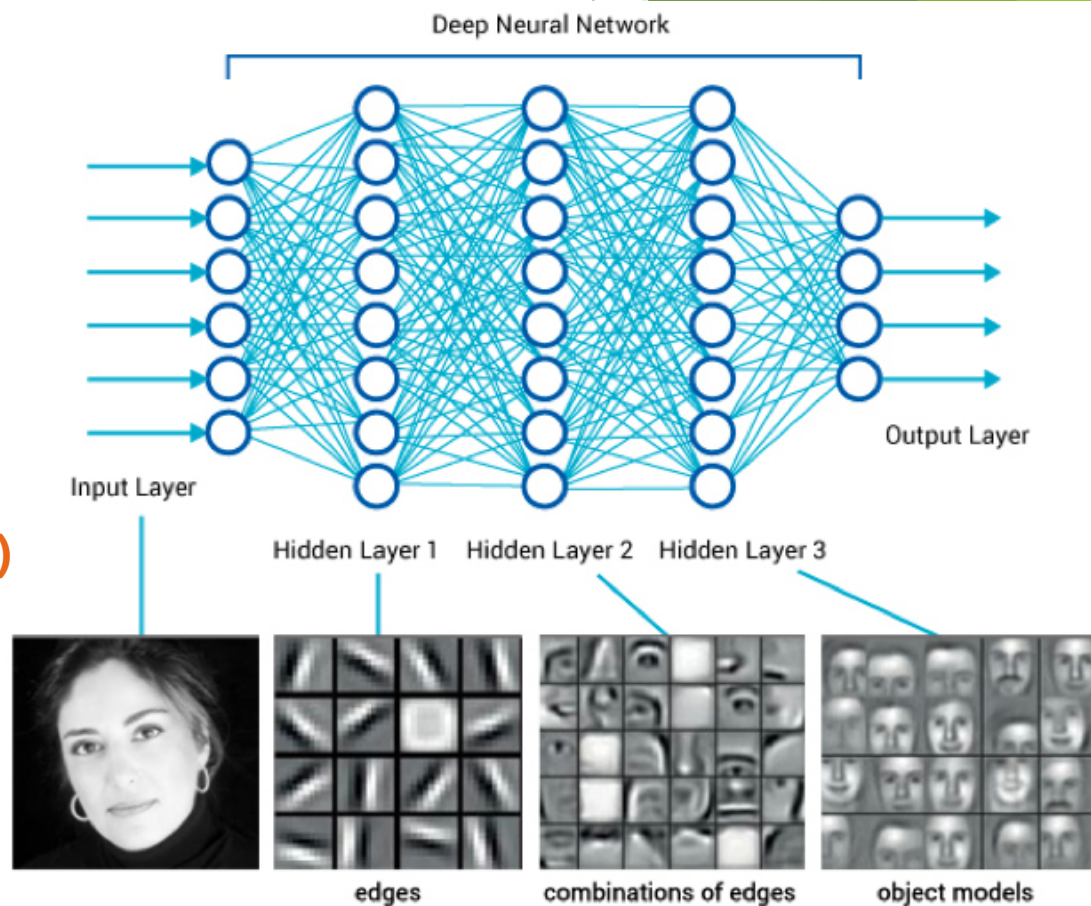 Deep Neural Network
Output Layer
Input Layer
)
Hidden Layer 1 Hidden Layer 2 Hidden Layer 3
edges combinations of edges object models